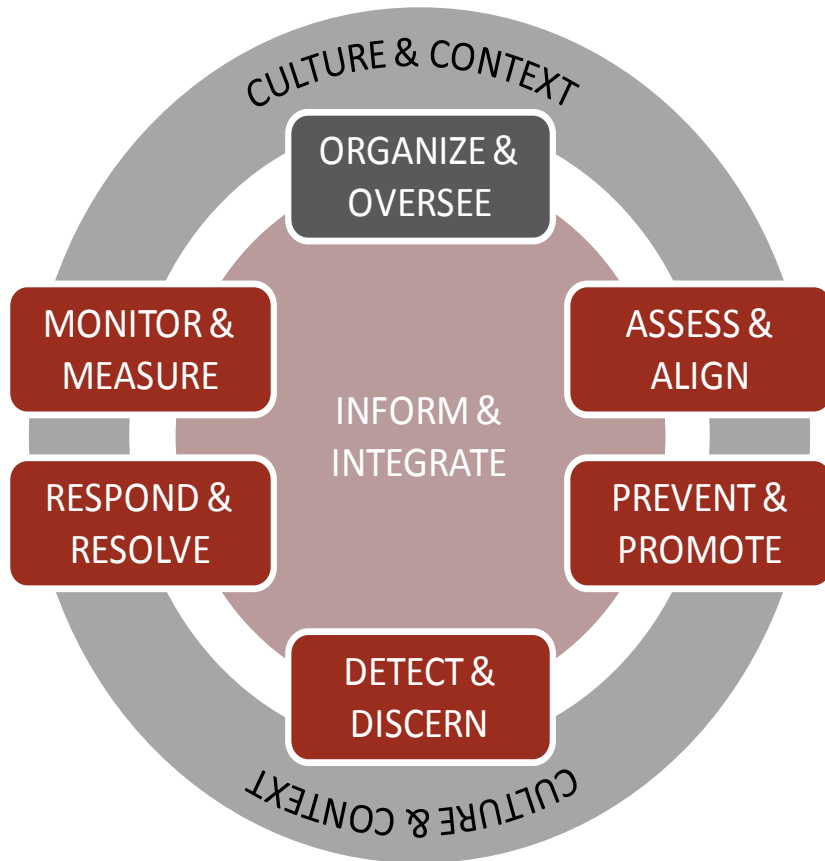 CULTURE & CONTEXT
ORGANIZE &
OVERSEE
MONITOR &
MEASURE
ASSESS &
ALIGN
INFORM &
INTEGRATE
RESPOND &
RESOLVE
PREVENT &
PROMOTE
DETECT &
DISCERN
CULTURE & CONTEXT